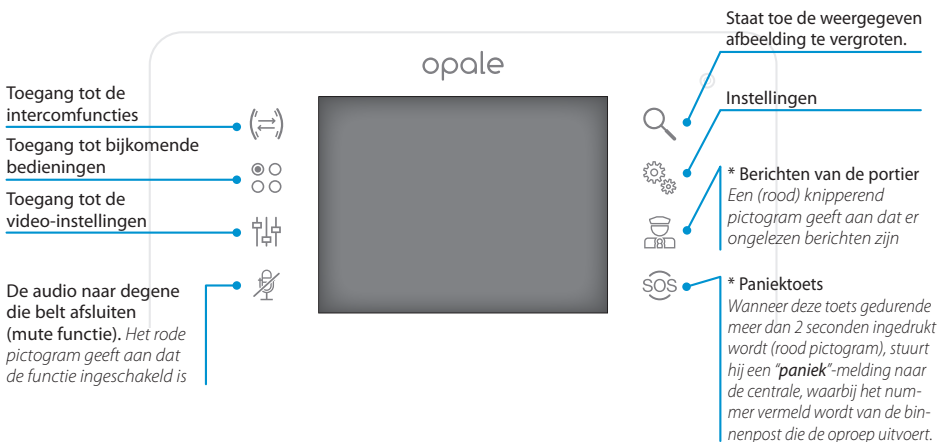 opale
Toegang tot de
intercomfuncties
Toegang tot bijkomende
bedieningen
Toegang tot de
video-instellingen
De audio naar degene
die belt afsluiten
(mute functie). Het rode
pictogram geeft aan dat
de functie ingeschakeld is
Staat toe de weergegeven
afbeelding te vergroten.
Instellingen
* Berichten van de portier
Een (rood) knipperend
pictogram geeft aan dat er
ongelezen berichten zijn
SOS
* Paniektoets
Wanneer deze toets gedurende
meer dan 2 seconden ingedrukt
wordt (rood pictogram), stuurt
hij een “paniek”-melding naar
de centrale, waarbij het num-
mer vermeld wordt van de bin-
nenpost die de oproep uitvoert.